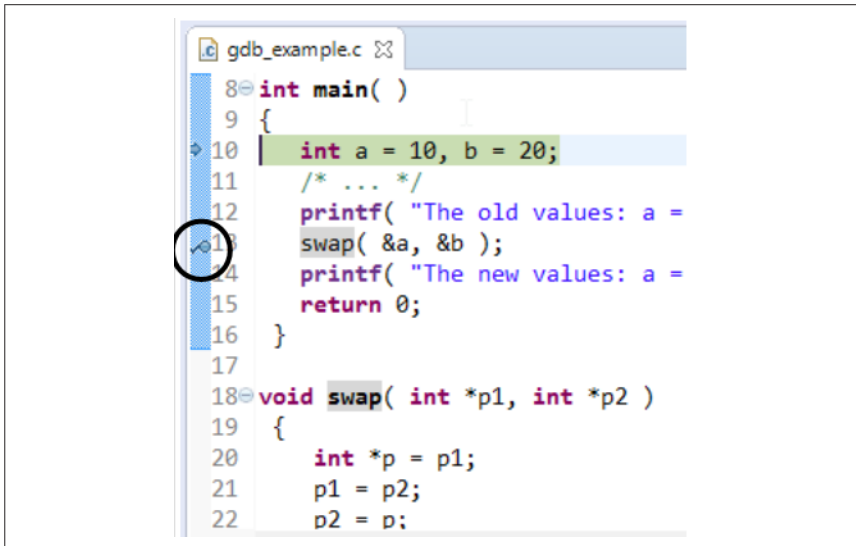 gdb_example.c
8 int main( )
9 {
10 int a = 10, b = 20;
11 /* ... */
12 printf( "The old values: a =
13 swap( &a, &b );
14 printf( "The new values: a =
15 return 0;
16 }
17
18 void swap( int *p1, int *p2 )
19 {
20 int *p = p1;
21 p1 = p2;
22 p2 = p;